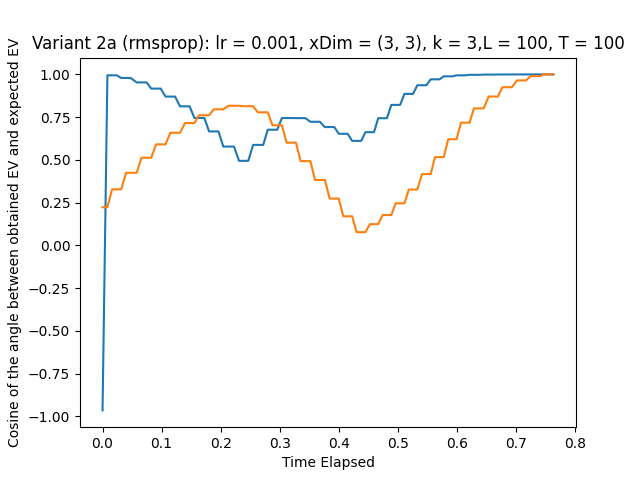 Variant 2a (rmsprop): lr = 0.001, xDim = (3, 3), k = 3,L = 100, T = 100
Cosine of the angle between obtained EV and expected EV
1.00
0.75
0.50
0.25
0.00
−0.25
−0.50
−0.75
−1.00
0.0 0.1 0.2 0.3 0.4 0.5 0.6 0.7 0.8
Time Elapsed